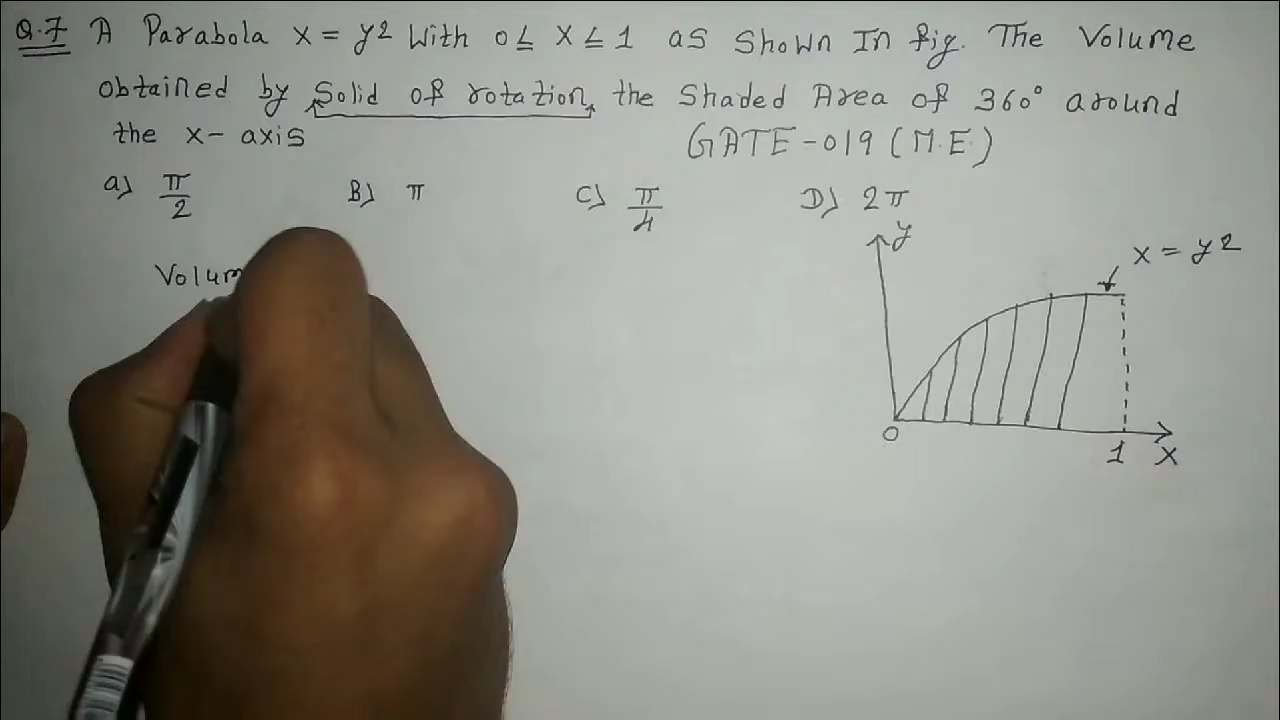 Q.7 A Parabola x = y2 With 0 ≤ x ≤ 1 as Shown In fig. The Volume
obtained by Solid of rotation, the Shaded Area of 360° around
the x- axis
GATE-019 (M.E.)
a) π/2 B) π C) π/4 D) 2π
Volum
y
x = y2
0
1 X